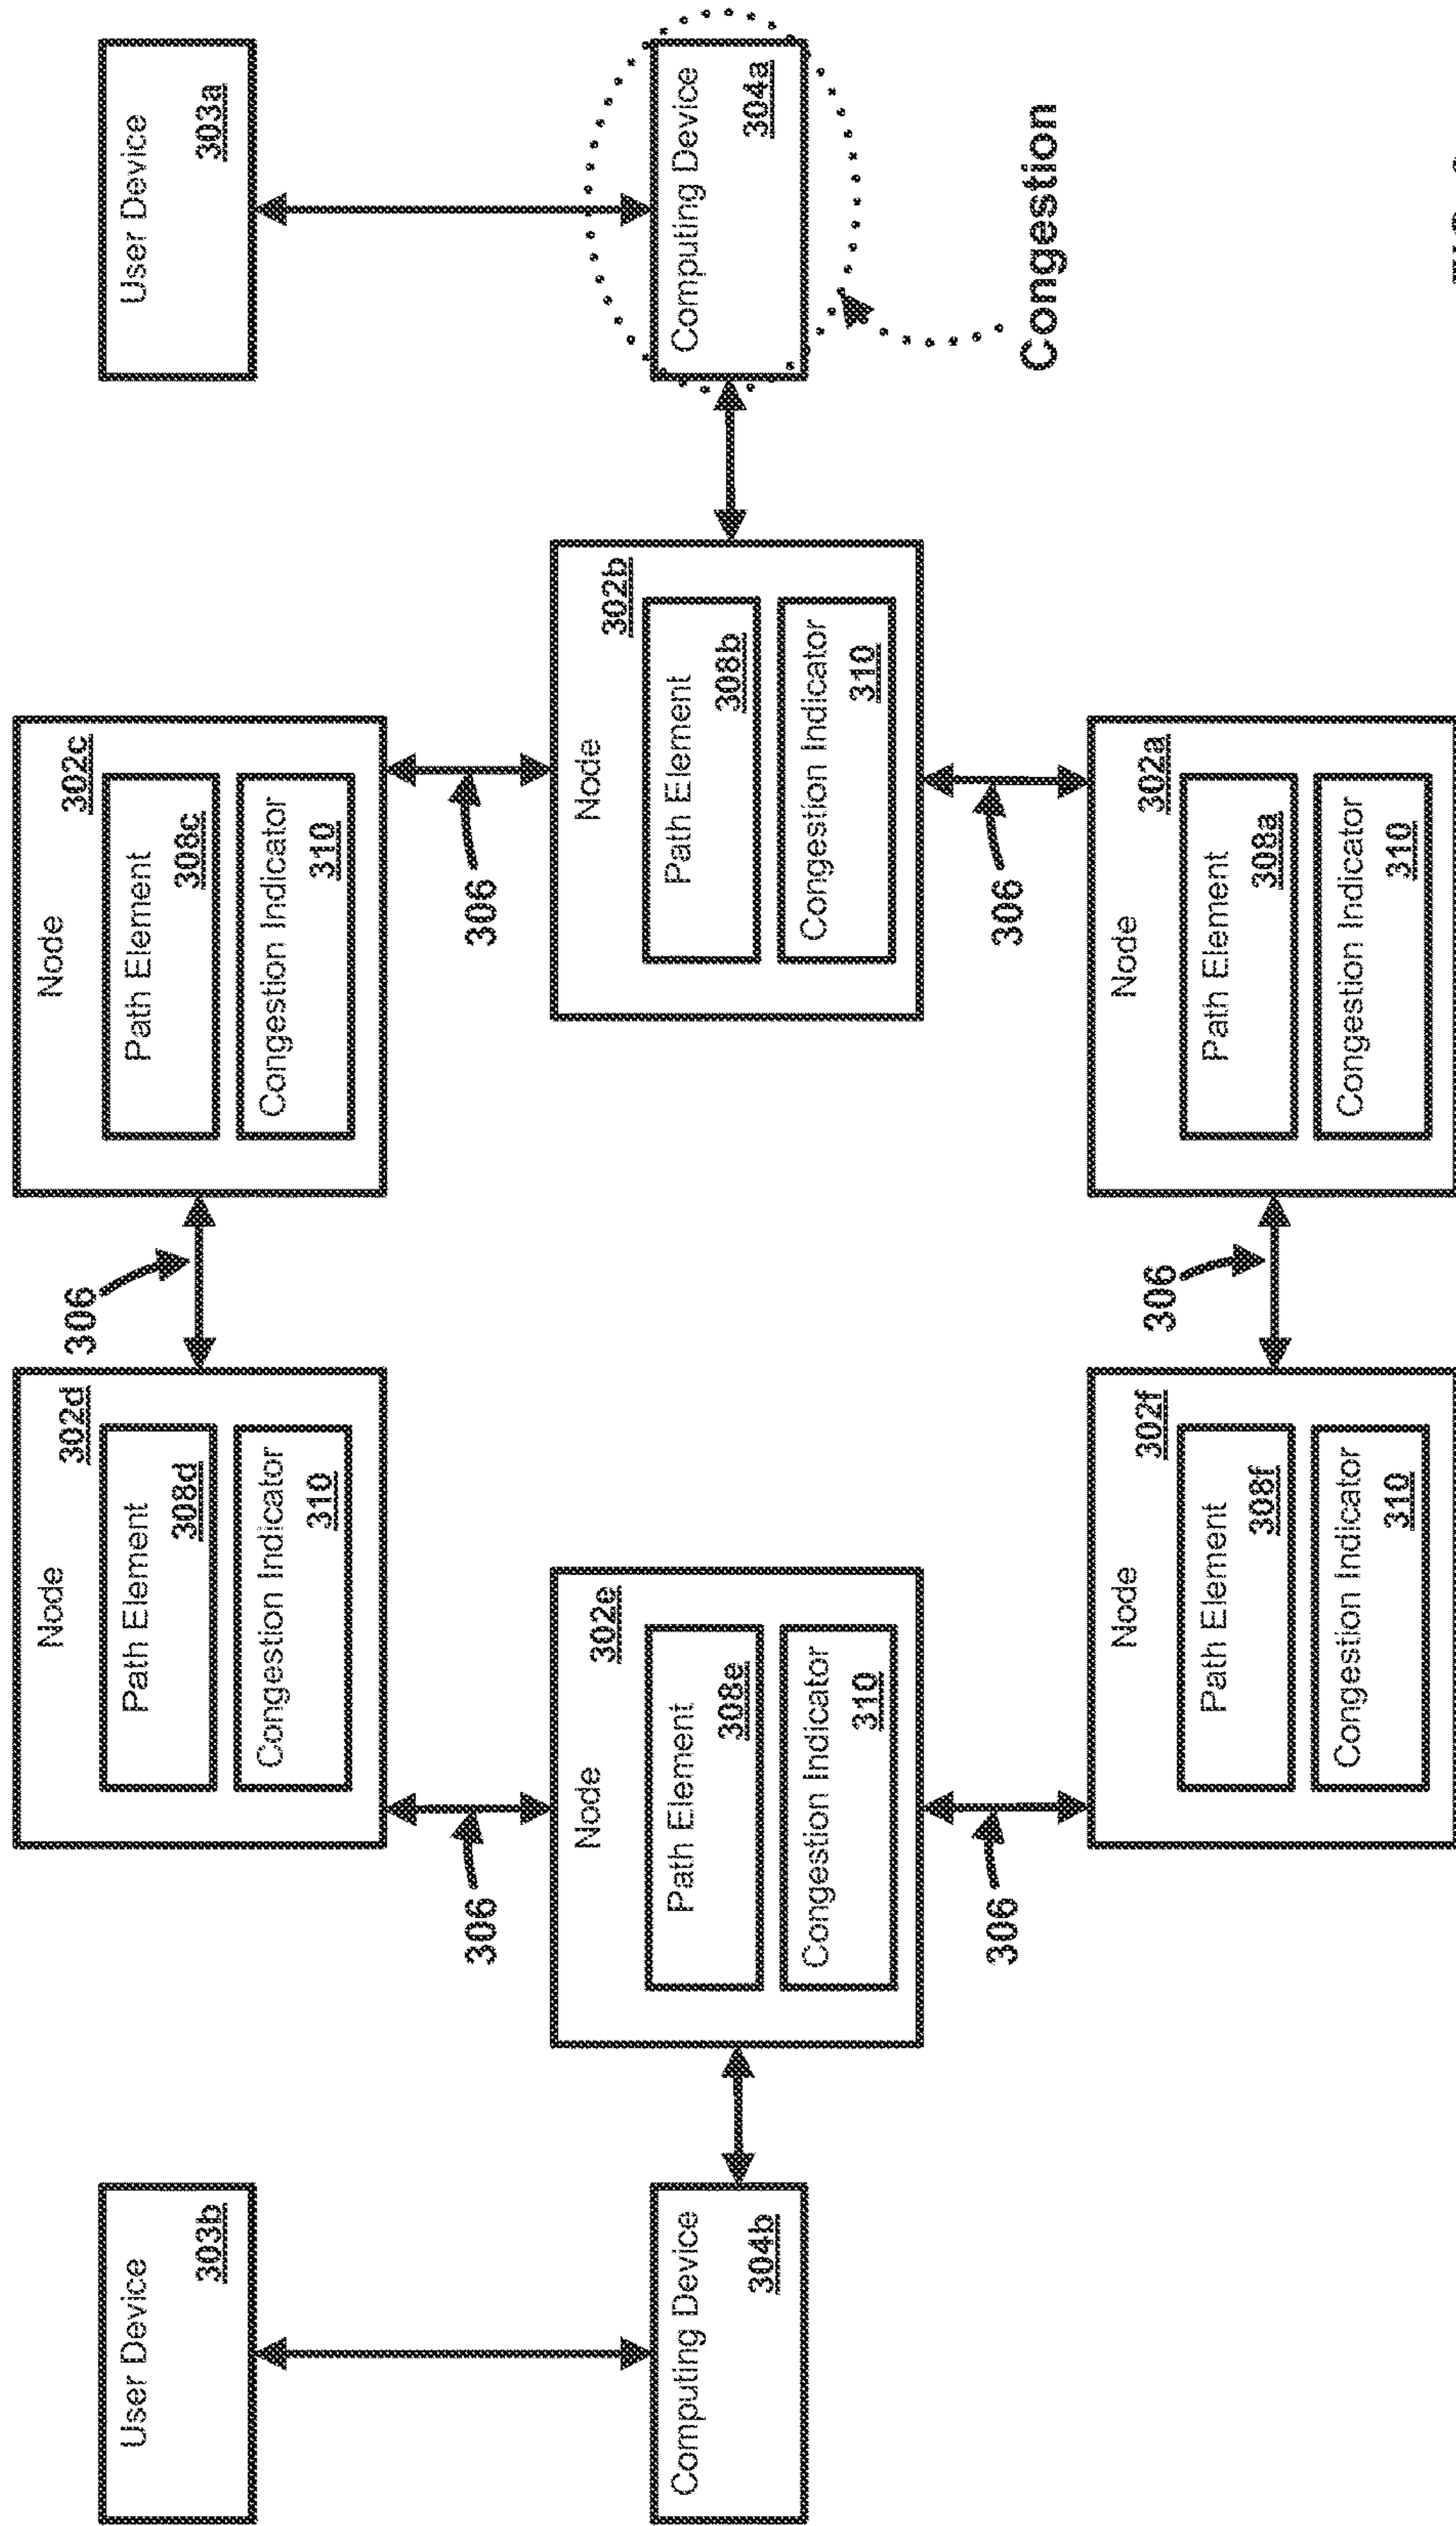 User Device
303b
Node
302d
Path Element
308d
Congestion Indicator
310
306
Node
302c
Path Element
308c
Congestion Indicator
310
User Device
303a
306
306
Computing Device
304b
Node
302e
Path Element
308e
Congestion Indicator
310
Node
302b
Path Element
308b
Congestion Indicator
310
Computing Device
304a
306
306
Congestion
Node
302f
Path Element
308f
Congestion Indicator
310
306
Node
302a
Path Element
308a
Congestion Indicator
310